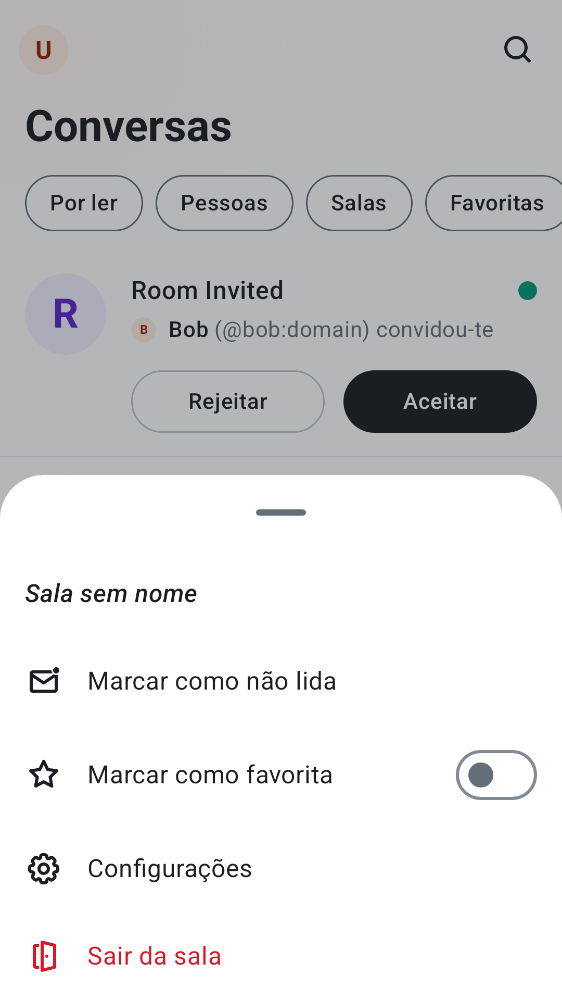 U
Conversas
Por ler
Pessoas
Salas
Favoritas
R
Room Invited
B
Bob (@bob:domain) convidou-te
Rejeitar
Aceitar
Sala sem nome
Marcar como não lida
Marcar como favorita
Configurações
Sair da sala